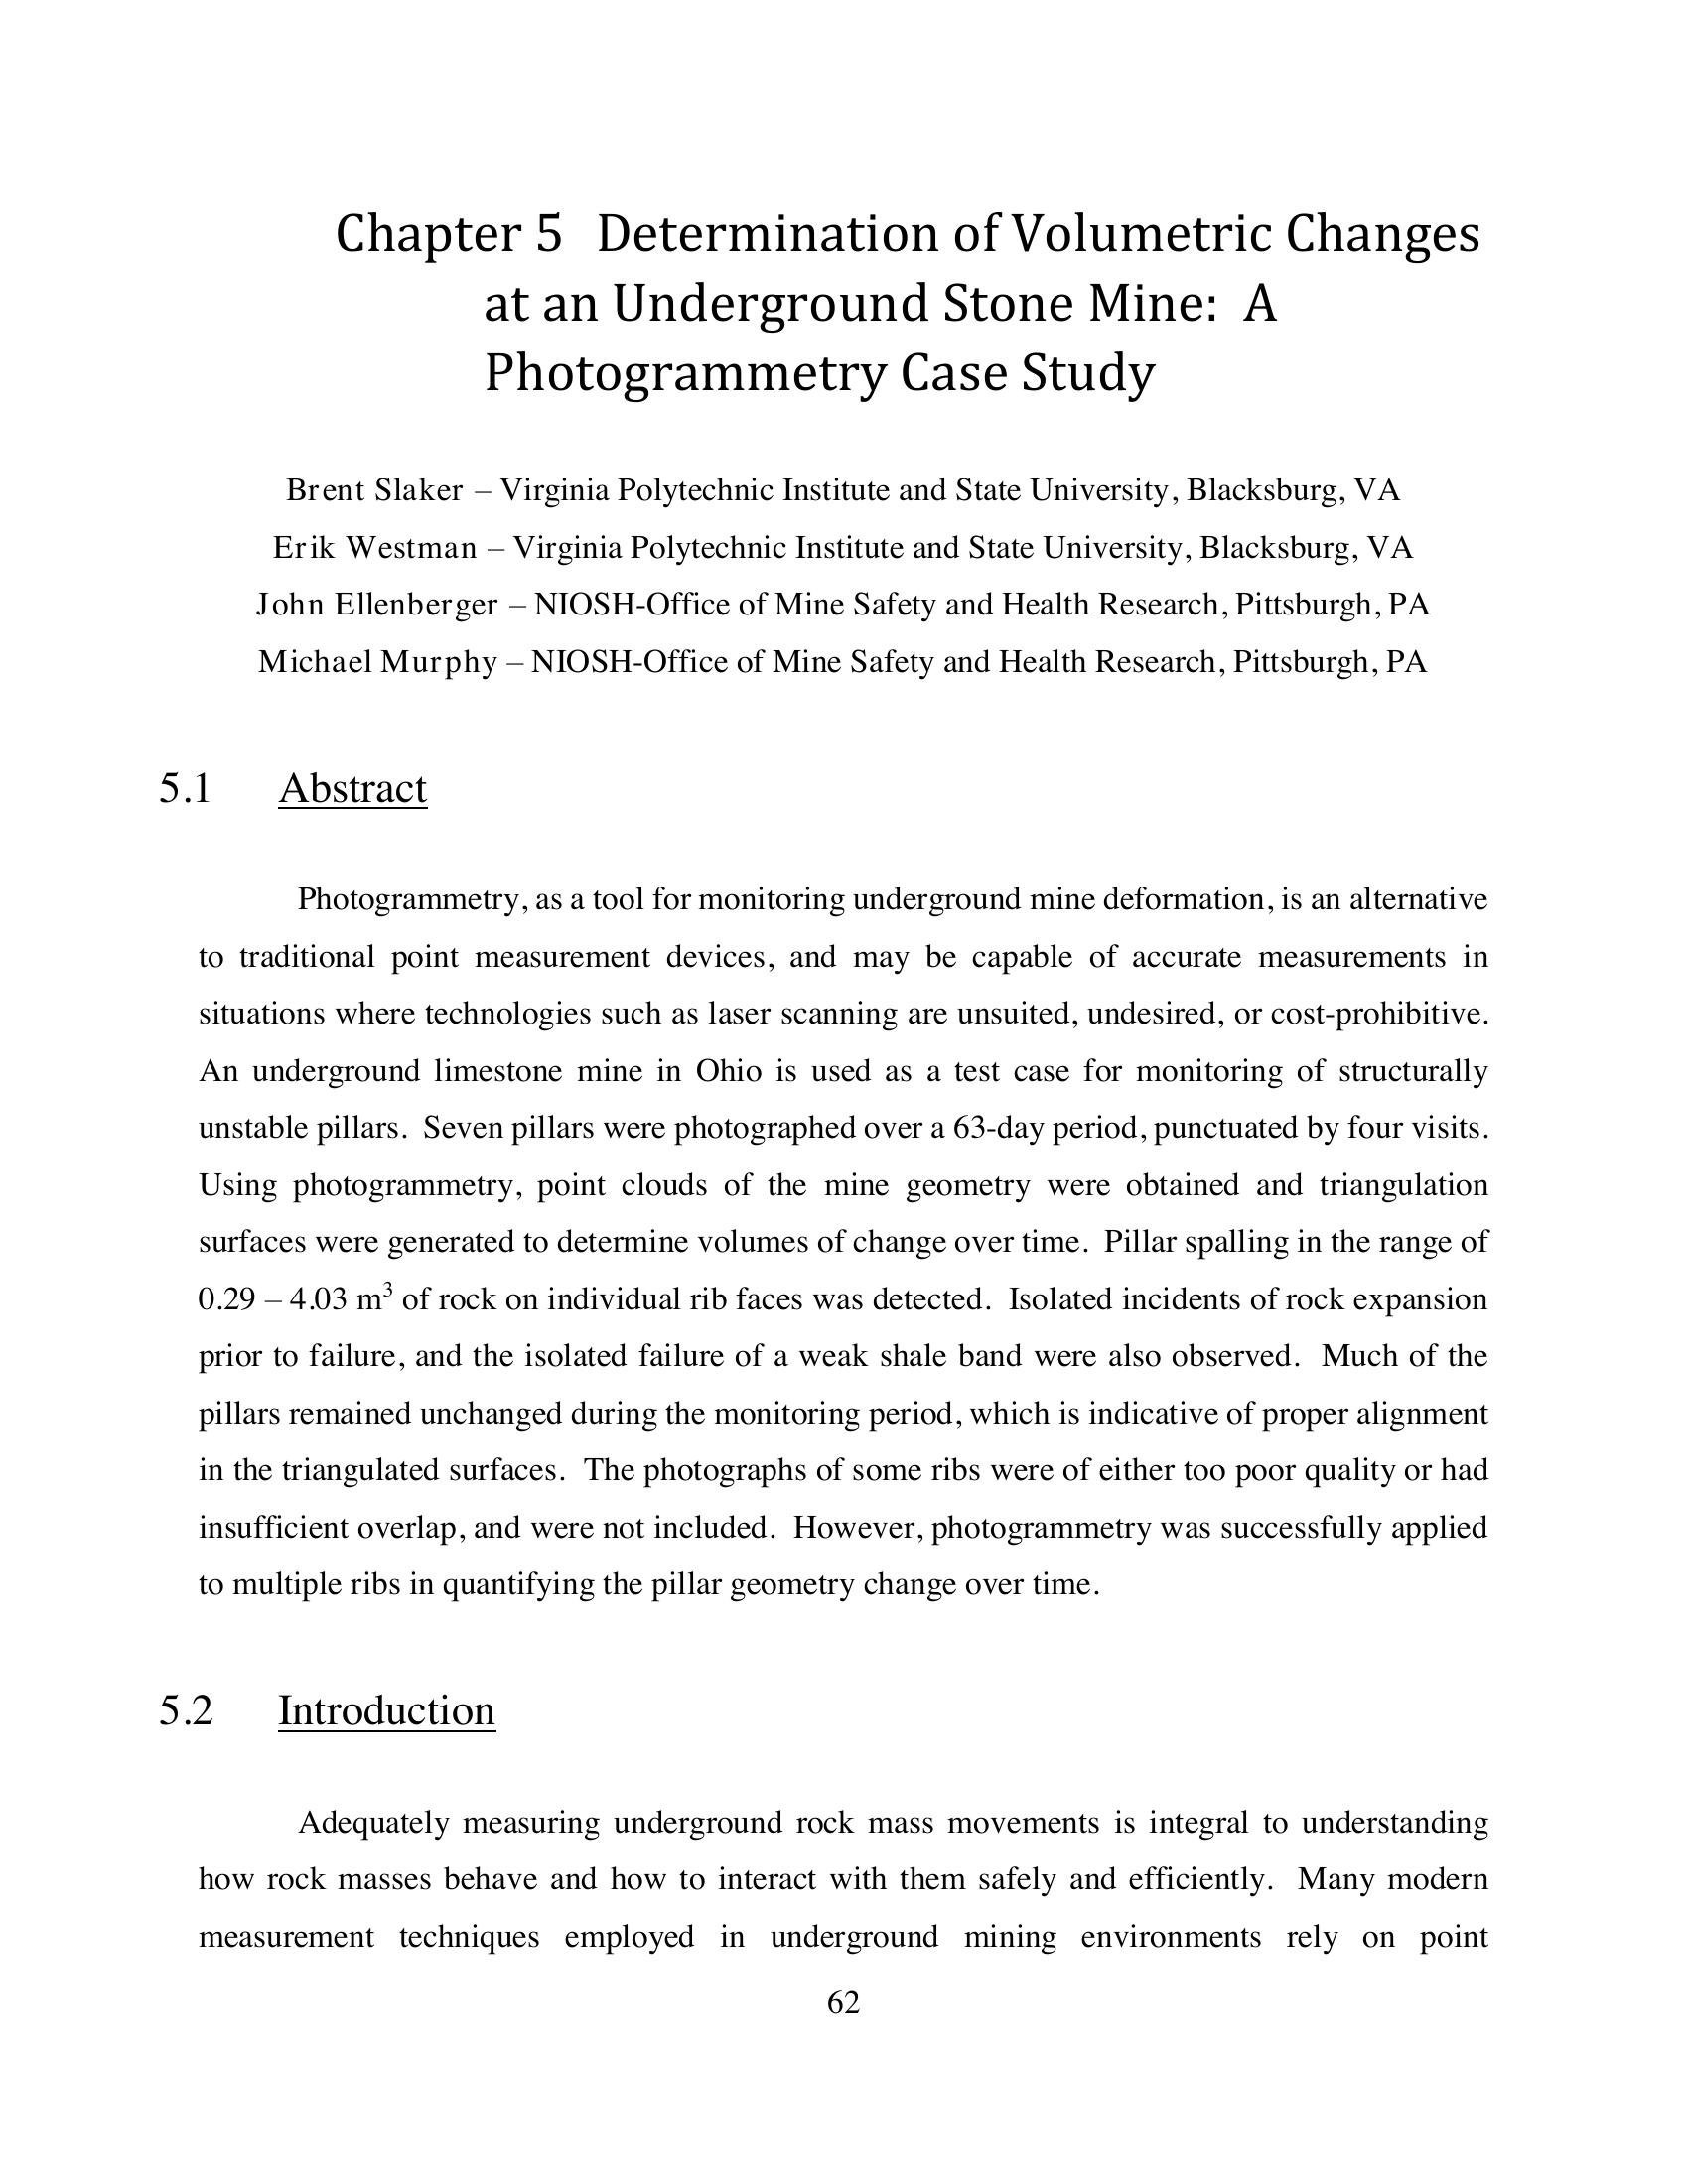 Chapter 5 Determination of Volumetric Changes
at an Underground Stone Mine: A
Photogrammetry Case Study
Brent Slaker – Virginia Polytechnic Institute and State University, Blacksburg, VA
Erik Westman – Virginia Polytechnic Institute and State University, Blacksburg, VA
John Ellenberger – NIOSH-Office of Mine Safety and Health Research, Pittsburgh, PA
Michael Murphy – NIOSH-Office of Mine Safety and Health Research, Pittsburgh, PA
5.1 Abstract
Photogrammetry, as a tool for monitoring underground mine deformation, is an alternative
to traditional point measurement devices, and may be capable of accurate measurements in
situations where technologies such as laser scanning are unsuited, undesired, or cost-prohibitive.
An underground limestone mine in Ohio is used as a test case for monitoring of structurally
unstable pillars. Seven pillars were photographed over a 63-day period, punctuated by four visits.
Using photogrammetry, point clouds of the mine geometry were obtained and triangulation
surfaces were generated to determine volumes of change over time. Pillar spalling in the range of
0.29 – 4.03 m³ of rock on individual rib faces was detected. Isolated incidents of rock expansion
prior to failure, and the isolated failure of a weak shale band were also observed. Much of the
pillars remained unchanged during the monitoring period, which is indicative of proper alignment
in the triangulated surfaces. The photographs of some ribs were of either too poor quality or had
insufficient overlap, and were not included. However, photogrammetry was successfully applied
to multiple ribs in quantifying the pillar geometry change over time.
5.2 Introduction
Adequately measuring underground rock mass movements is integral to understanding
how rock masses behave and how to interact with them safely and efficiently. Many modern
measurement techniques employed in underground mining environments rely on point
62